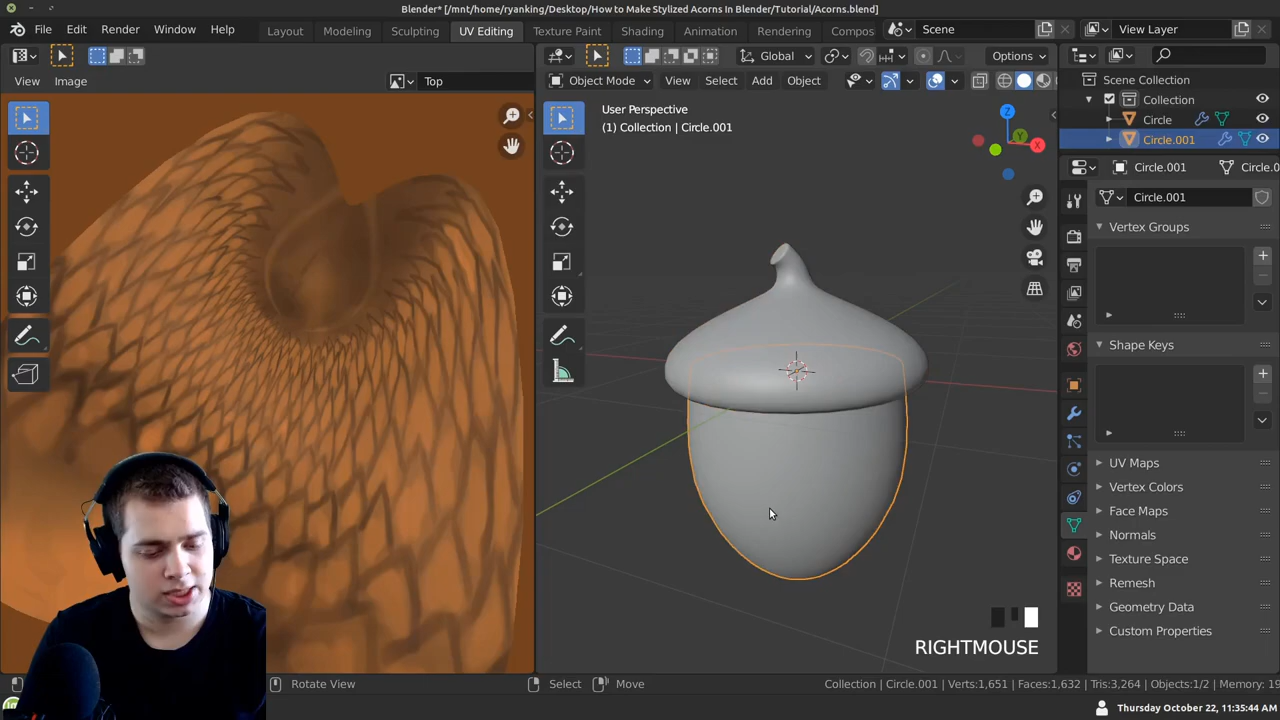 Blender* [/mnt/home/ryanking/Desktop/How to Make Stylized Acorns In Blender/Tutorial/Acorns.blend]
File Edit Render Window Help Layout Modeling Sculpting UV Editing Texture Paint Shading Animation Rendering Compos Scene View Layer
Global Options
View Image Top Object Mode View Select Add Object Scene Collection
Collection
User Perspective
(1) Collection | Circle.001
Circle
Circle.001
Z
Y
X
Circle.001 Circle.0
Circle.001
Vertex Groups
Shape Keys
UV Maps
Vertex Colors
Face Maps
Normals
Texture Space
Remesh
Geometry Data
Custom Properties
RIGHTMOUSE
Rotate View Select Move Collection | Circle.001 | Verts:1,651 | Faces:1,632 | Tris:3,264 | Objects:1/2 | Memory: 19
Thursday October 22, 11:35:44 AM